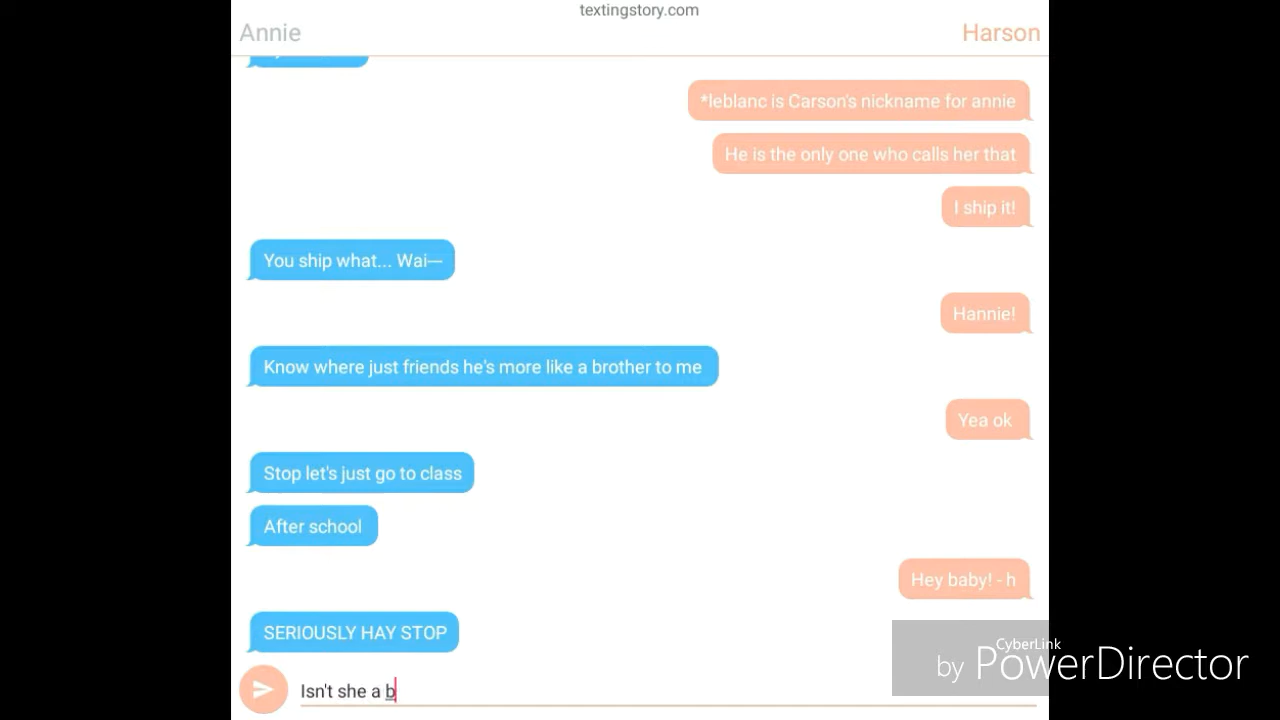 textingstory.com
Annie
Harson
*leblanc is Carson's nickname for annie
He is the only one who calls her that
I ship it!
You ship what... Wai—
Hannie!
Know where just friends he's more like a brother to me
Yea ok
Stop let's just go to class
After school
Hey baby! - h
SERIOUSLY HAY STOP
Isn't she a b
CyberLink
by PowerDirector